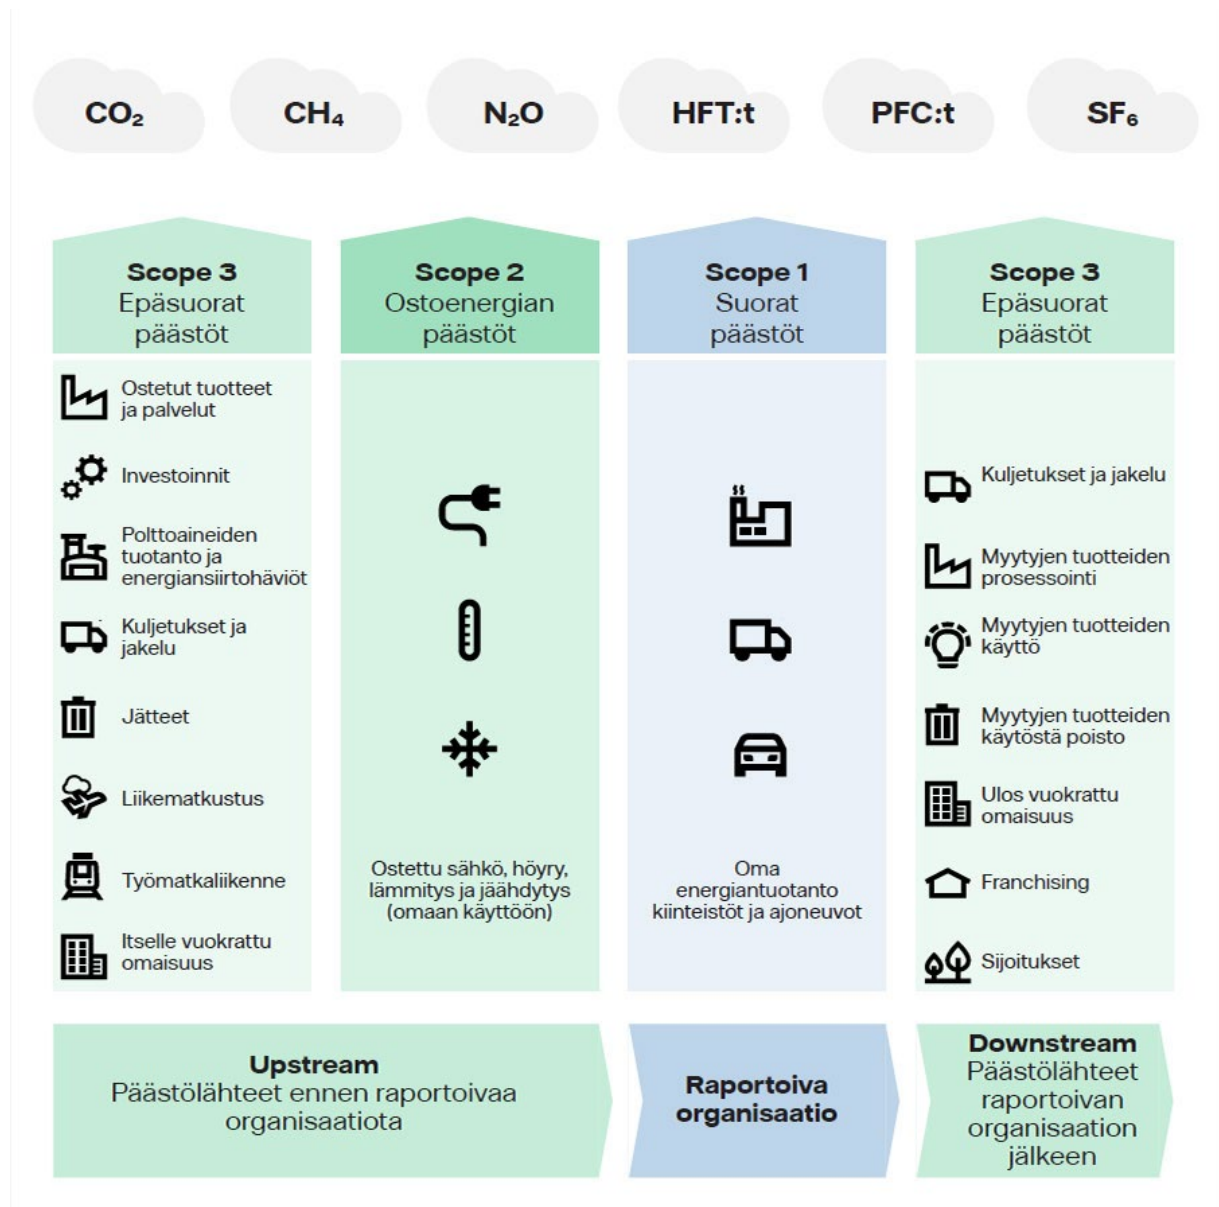 CO₂
CH₄
N₂O
HFT:t
PFC:t
SF₆
Scope 3
Epäsuorat
päästöt
Ostetut tuotteet
ja palvelut
Investoinnit
Polttoaineiden
tuotanto ja
energiansiirtohäviöt
Kuljetukset ja
jakelu
Jätteet
Liikematkustus
Työmatkaliikenne
Itselle vuokrattu
omaisuus
Scope 2
Ostoenergian
päästöt
Ostettu sähkö, höyry,
lämmitys ja jäähdytys
(omaan käyttöön)
Scope 1
Suorat
päästöt
Oma
energiantuotanto
kiinteistöt ja ajoneuvot
Scope 3
Epäsuorat
päästöt
Kuljetukset ja jakelu
Myytyjen tuotteiden
prosessointi
Myytyjen tuotteiden
käyttö
Myytyjen tuotteiden
käytöstä poisto
Ulos vuokrattu
omaisuus
Franchising
Sijoitukset
Upstream
Päästölähteet ennen raportoivaa
organisaatiota
Raportoiva
organisaatio
Downstream
Päästölähteet
raportoivan
organisaation
jälkeen